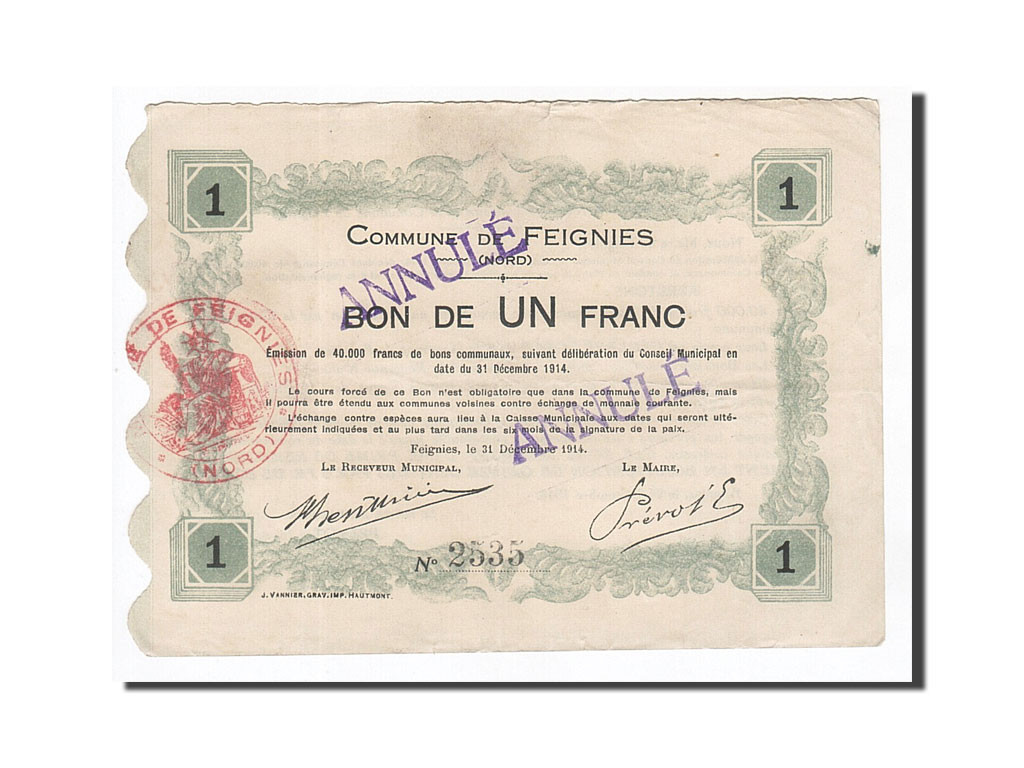 1
1
COMMUNE DE FEIGNIES
(NORD)
ANNULÉ
BON DE UN FRANC
Émission de 40.000 francs de bons communaux, suivant délibération du Conseil Municipal en
date du 31 Décembre 1914.
Le cours forcé de ce Bon n'est obligatoire que dans la commune de Feignies, mais
il pourra être étendu aux communes voisines contre échange de monnaie courante.
L'échange contre espèces aura lieu à la Caisse Municipale aux dates qui seront ulté-
rieurement indiquées et au plus tard dans les six mois de la signature de la paix.
ANNULÉ
Feignies, le 31 Décembre 1914.
DE FEIGNIES
(NORD)
LE RECEVEUR MUNICIPAL,
LE MAIRE,
Prévot E
1
1
No 2535
J. VANNIER, GRAV. IMP. HAUTMONT.